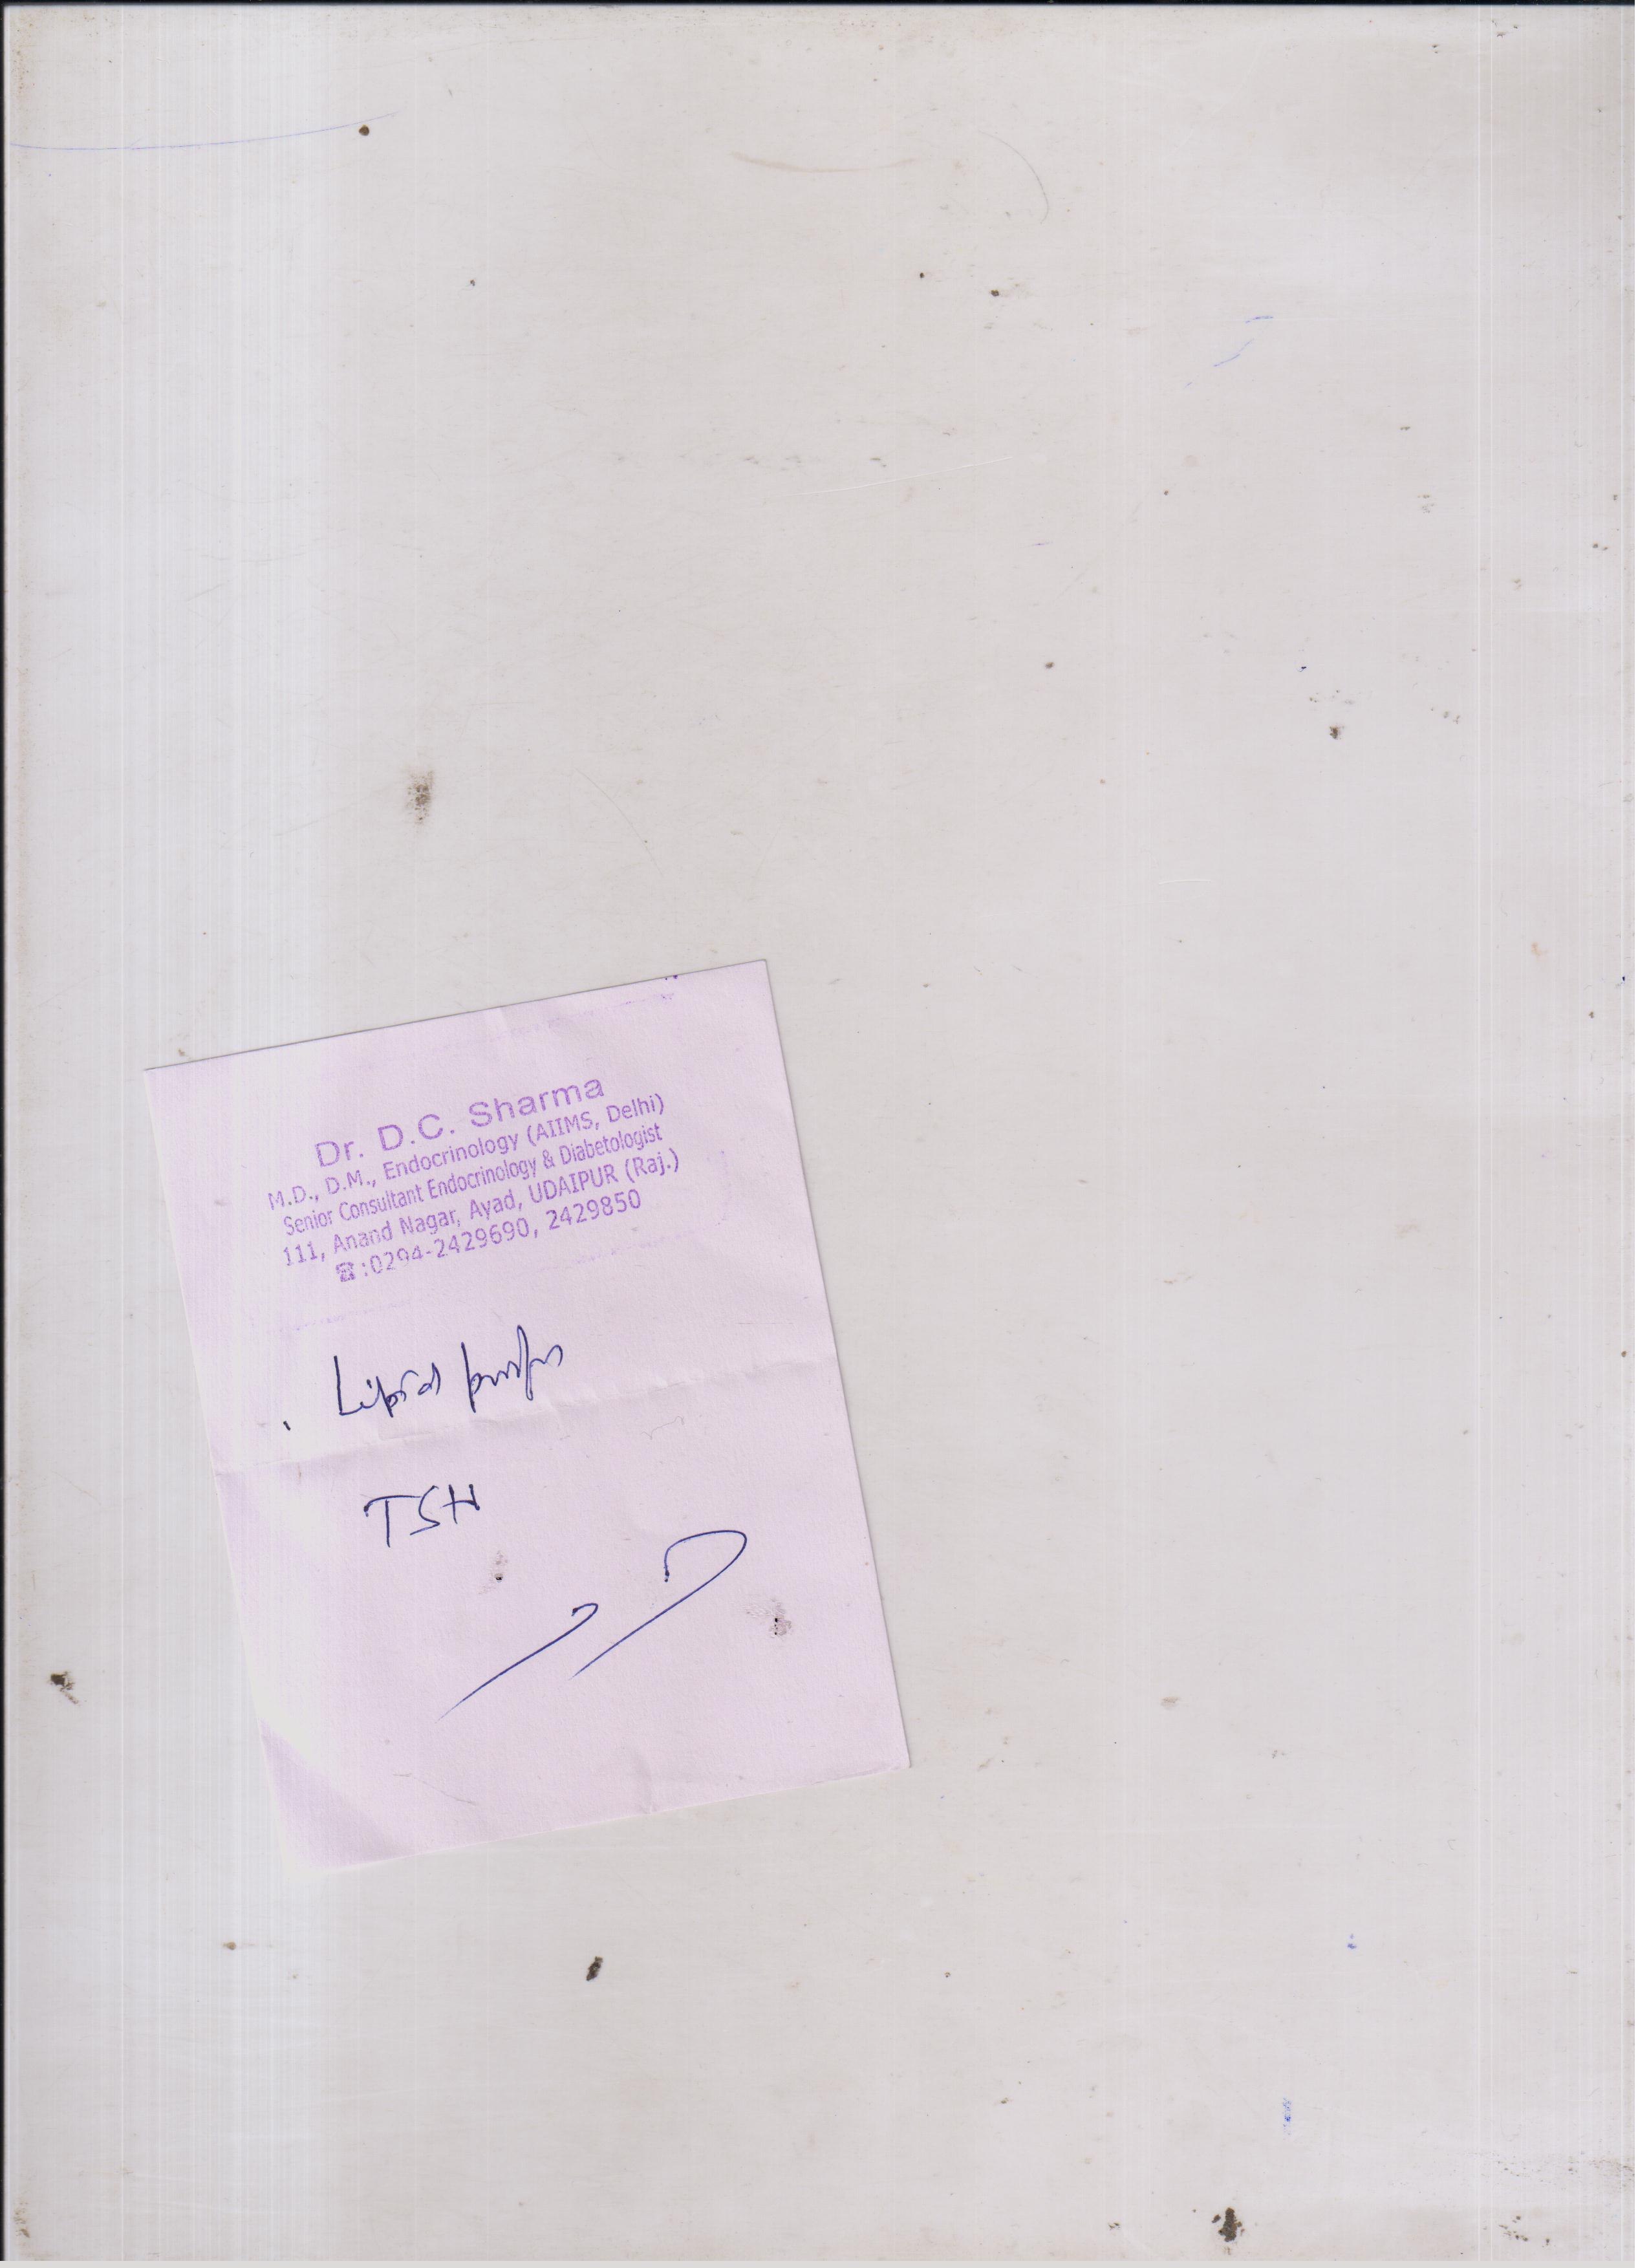 Dr. D.C. Sharma
M.D., D.M., Endocrinology (AIIMS, Delhi)
Senior Consultant Endocrinology & Diabetologist
111, Anand Nagar, Ayad, UDAIPUR (Raj.)
☎:0294-2429690, 2429850
Lipid
TSH